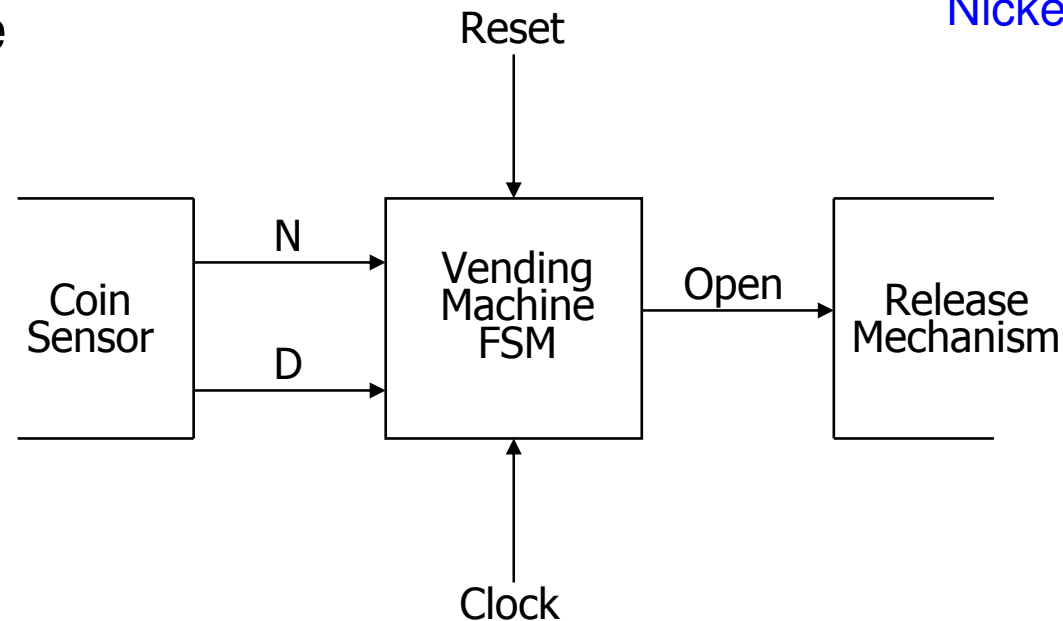 e
Nicke
Reset
N
D
Coin
Sensor
Vending
Machine
FSM
Open
Release
Mechanism
Clock